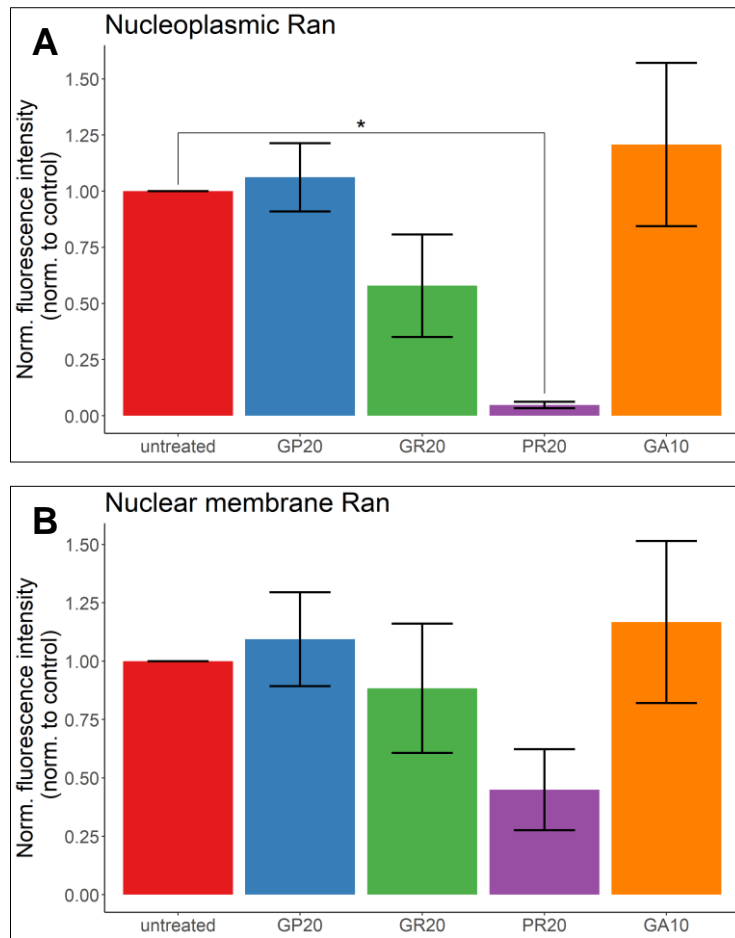 A
Nucleoplasmic Ran
Norm. fluorescence intensity
(norm. to control)
1.50
1.25
1.00
0.75
0.50
0.25
0.00
*
untreated GP20 GR20 PR20 GA10
B
Nuclear membrane Ran
Norm. fluorescence intensity
(norm. to control)
1.50
1.25
1.00
0.75
0.50
0.25
0.00
untreated GP20 GR20 PR20 GA10